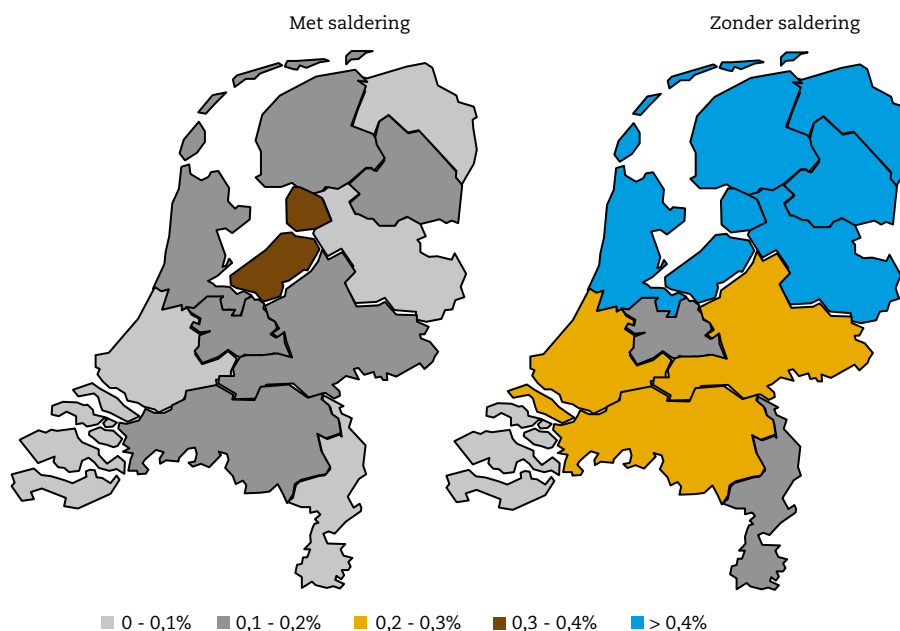 Met saldering
Zonder saldering
0 - 0,1%
0,1 - 0,2%
0,2 - 0,3%
0,3 - 0,4%
> 0,4%